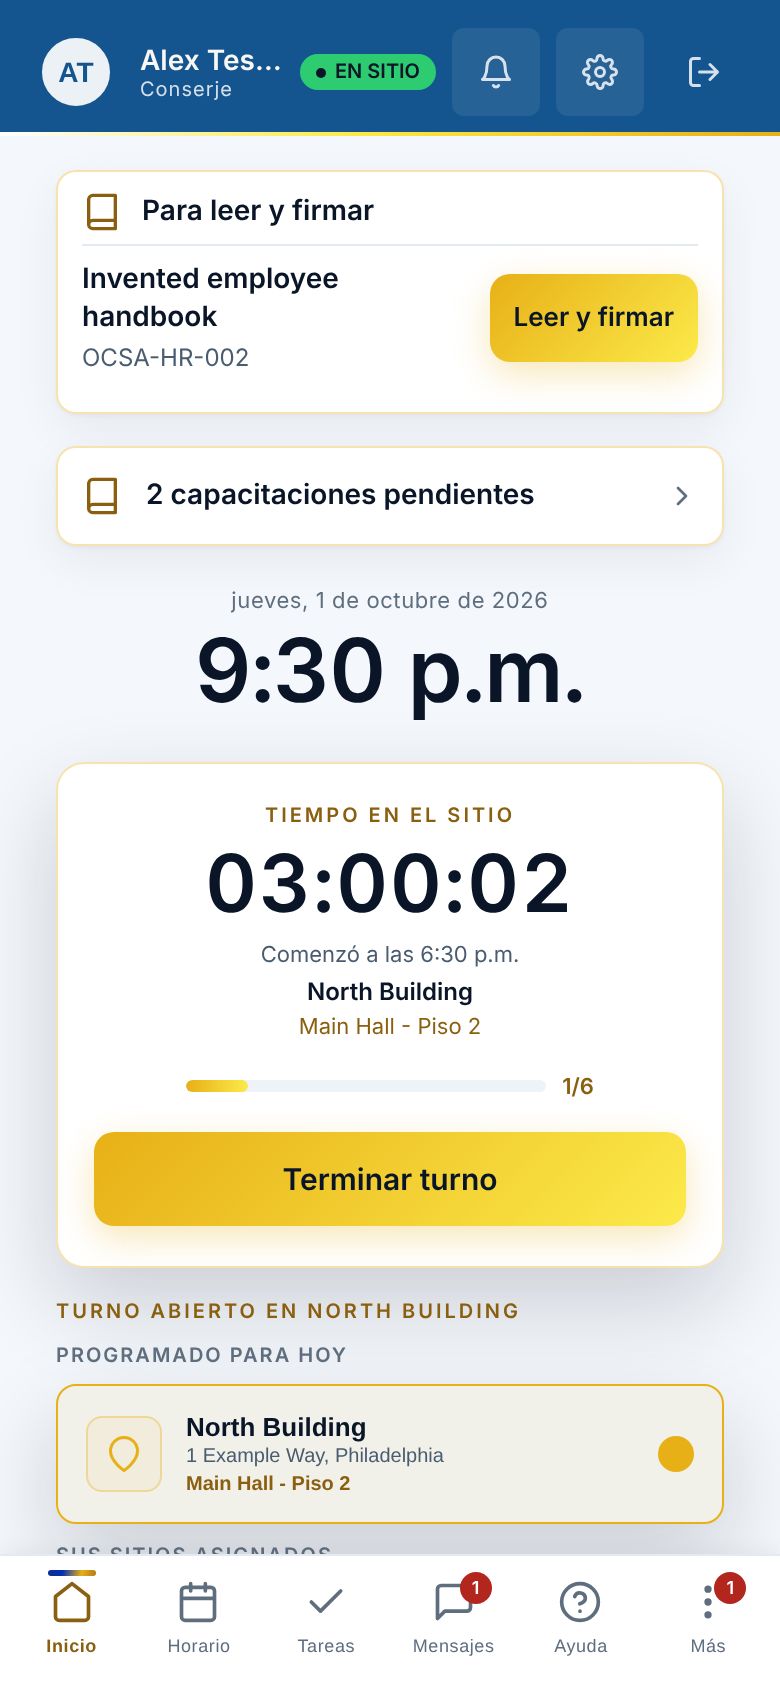 AT
Alex Tes...
Conserje
EN SITIO
Para leer y firmar
Invented employee
handbook
OCSA-HR-002
Leer y firmar
2 capacitaciones pendientes
jueves, 1 de octubre de 2026
9:30 p.m.
TIEMPO EN EL SITIO
03:00:02
Comenzó a las 6:30 p.m.
North Building
Main Hall - Piso 2
1/6
Terminar turno
TURNO ABIERTO EN NORTH BUILDING
PROGRAMADO PARA HOY
North Building
1 Example Way, Philadelphia
Main Hall - Piso 2
SUS SITIOS ASIGNADOS
1
1
Inicio
Horario
Tareas
Mensajes
Ayuda
Más